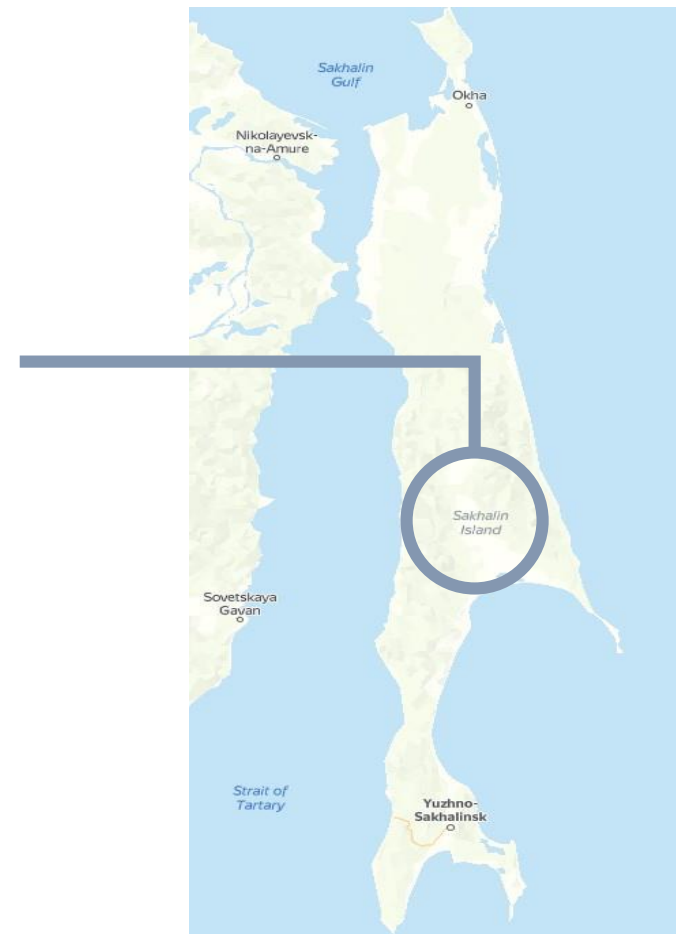 Sakhalin
Gulf
Okha
Nikolayevsk-
na-Amure
Sakhalin
Island
Sovetskaya
Gavan
Strait of
Tartary
Yuzhno-
Sakhalinsk